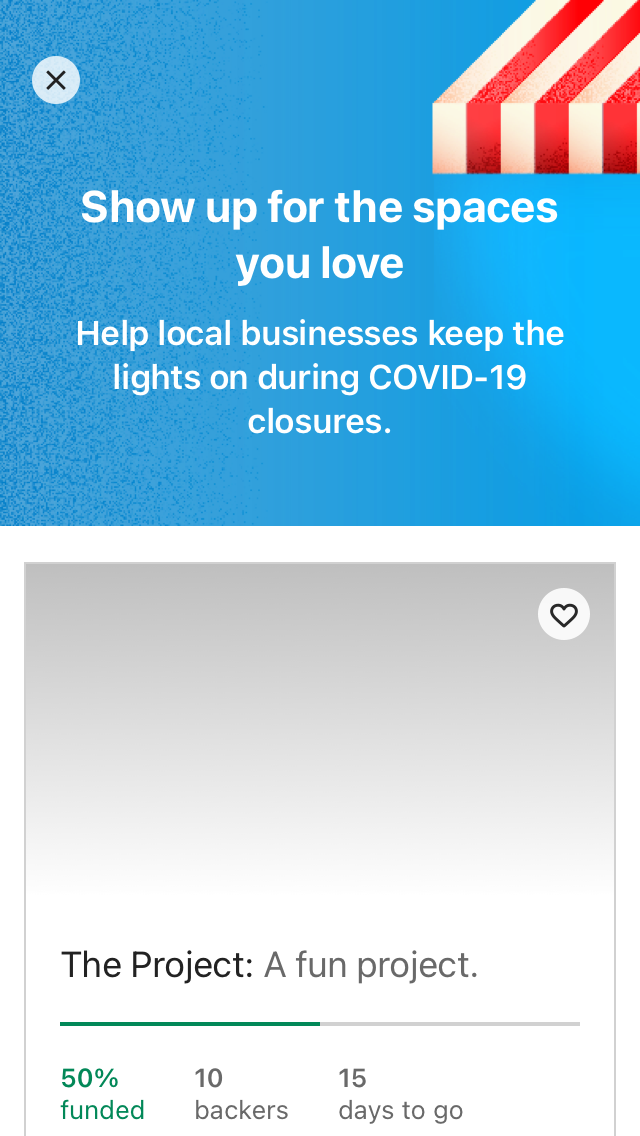 Show up for the spaces
you love
Help local businesses keep the
lights on during COVID-19
closures.
The Project: A fun project.
50% 10 15
funded backers days to go